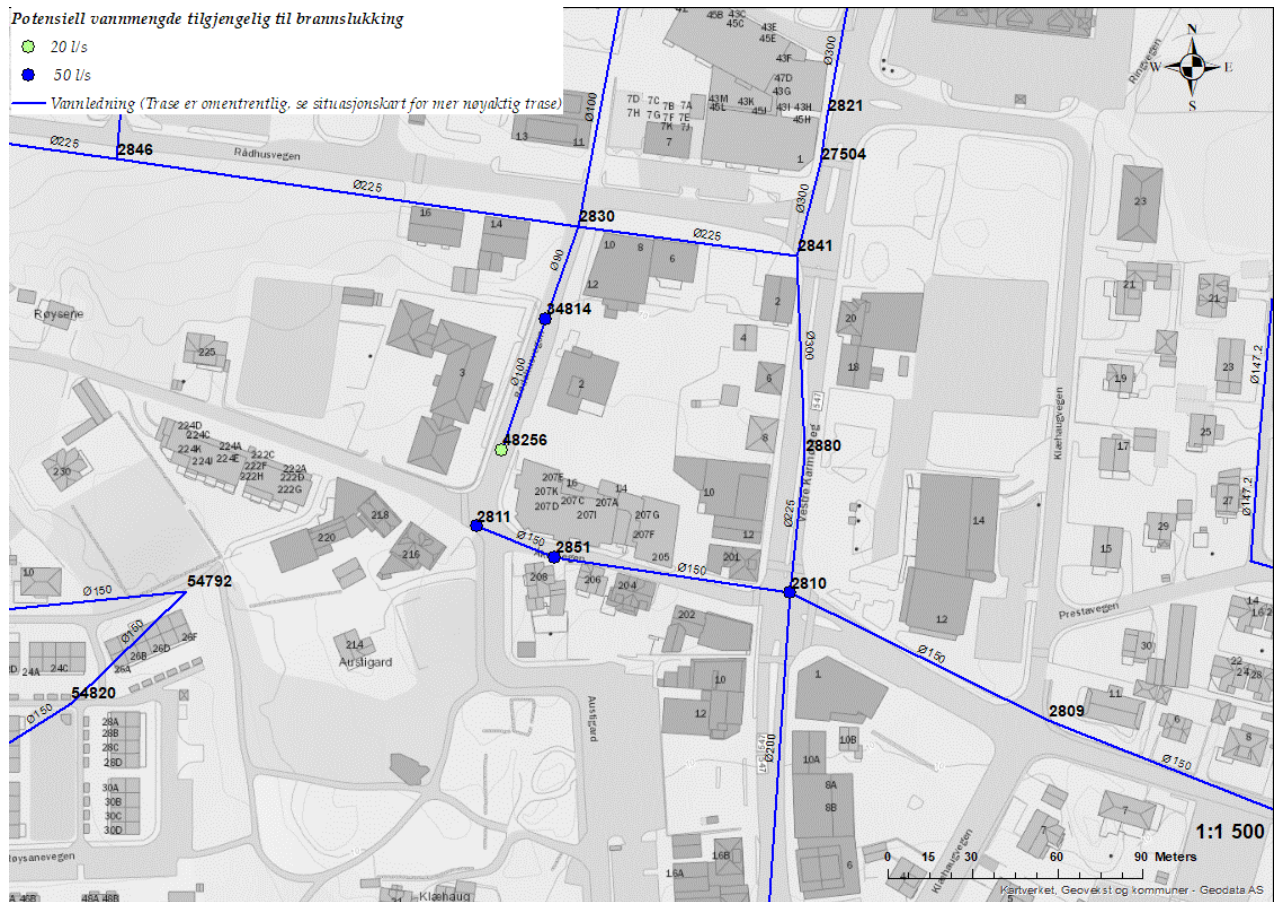 Potensiell vannmengde tilgjengelig til brannslukking
20 l/s
50 l/s
Vannledning (Trase er omentrentlig. se situasjonskart for mer nøyaktig trase)
N
W E
S
Ringvegen
45B 43C
45C 43E
45E
43F
47D
43G
43M 43K
45L 45J 43I 43H
45H
7D 7C 7B 7A
7H 7G 7F 7E
7K 7J
7
13 11
1
Ø300
Ø100
2821
27504
Ø225
2846
Rådhusvegen
Ø225
2830
Ø225
Ø300
2841
16
14
10 8 6
12
2
23
21
21
Ø90
34814
Røysene
225
3
Ø100
2
4
6
8
20
18
Ø300
547
19
23
Ø147.2
48256
2880
Klæhaugvegen
17
25
224D
224C
224K 224A 222C
224J 224E 222F 222A
222H 222D
222G
230
207E 16 14
207K 207C 207A 207G
207D 207I 207F
205
10
12
Ø225
14
27
Ø147.2
29
15
218
220
216
2811
Ø150
2851
Ø150
201
2810
208 206 204
202
10
54792
Ø150
Ø150
26F
26D
26B
26A
24A 24C
54820
Ø150
214
Austigard
Austigard
12
Prestavegen
14
16
30
22
24
28
Ø150
1
2809
11
6
8
10
12
28A
28B
28C
28D
30A
30B
30C
30D
Ø200
547
10B
10A
8A
8B
6
Ø150
7
7
1:1 500
0 15 30 60 90 Meters
Klæhaugvegen
16B
16A
Klæhaug
Kartverket, Geovekst og kommuner - Geodata AS